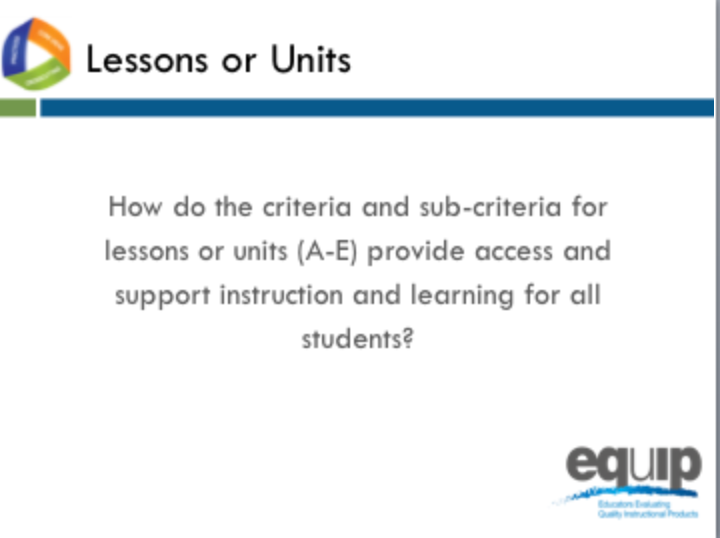 Lessons or Units
How do the criteria and sub-criteria for
lessons or units (A-E) provide access and
support instruction and learning for all
students?
equip
Educators Evaluating
Quality Instructional Products